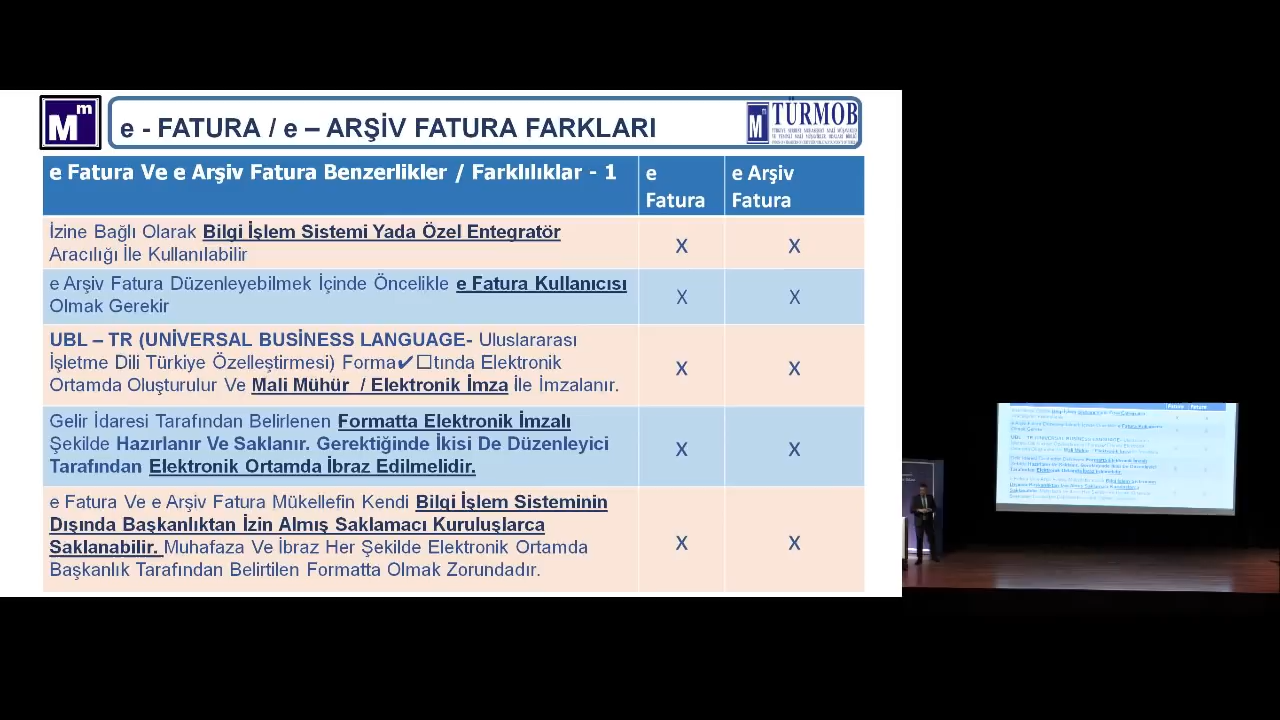 Mm
e - FATURA / e – ARŞİV FATURA FARKLARI
TÜRMOB
e Fatura Ve e Arşiv Fatura Benzerlikler / Farklılıklar - 1
e
Fatura
e Arşiv
Fatura
İzine Bağlı Olarak Bilgi İşlem Sistemi Yada Özel Entegratör
Aracılığı İle Kullanılabilir
X X
e Arşiv Fatura Düzenleyebilmek İçinde Öncelikle e Fatura Kullanıcısı
Olmak Gerekir
X X
UBL – TR (UNİVERSAL BUSİNESS LANGUAGE- Uluslararası
İşletme Dili Türkiye Özelleştirmesi) Forma✔☐tında Elektronik
Ortamda Oluşturulur Ve Mali Mühür / Elektronik İmza İle İmzalanır.
X X
Gelir İdaresi Tarafından Belirlenen Formatta Elektronik İmzalı
Şekilde Hazırlanır Ve Saklanır. Gerektiğinde İkisi De Düzenleyici
Tarafından Elektronik Ortamda İbraz Edilmelidir.
X X
e Fatura Ve e Arşiv Fatura Mükellefin Kendi Bilgi İşlem Sisteminin
Dışında Başkanlıktan İzin Almış Saklamacı Kuruluşlarca
Saklanabilir. Muhafaza Ve İbraz Her Şekilde Elektronik Ortamda
Başkanlık Tarafından Belirtilen Formatta Olmak Zorundadır.
X X